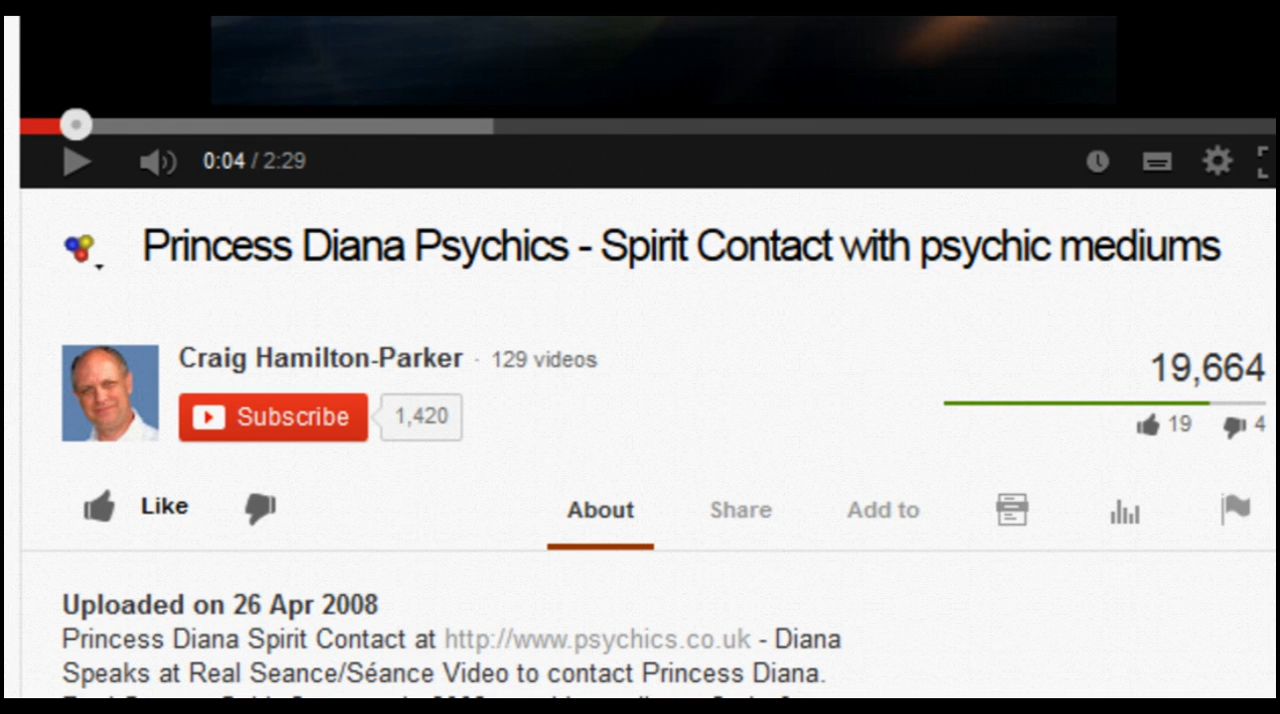 0:04 / 2:29
Princess Diana Psychics - Spirit Contact with psychic mediums
Craig Hamilton-Parker · 129 videos
19,664
Subscribe 1,420
19 4
Like About Share Add to
Uploaded on 26 Apr 2008
Princess Diana Spirit Contact at http://www.psychics.co.uk - Diana
Speaks at Real Seance/Séance Video to contact Princess Diana.